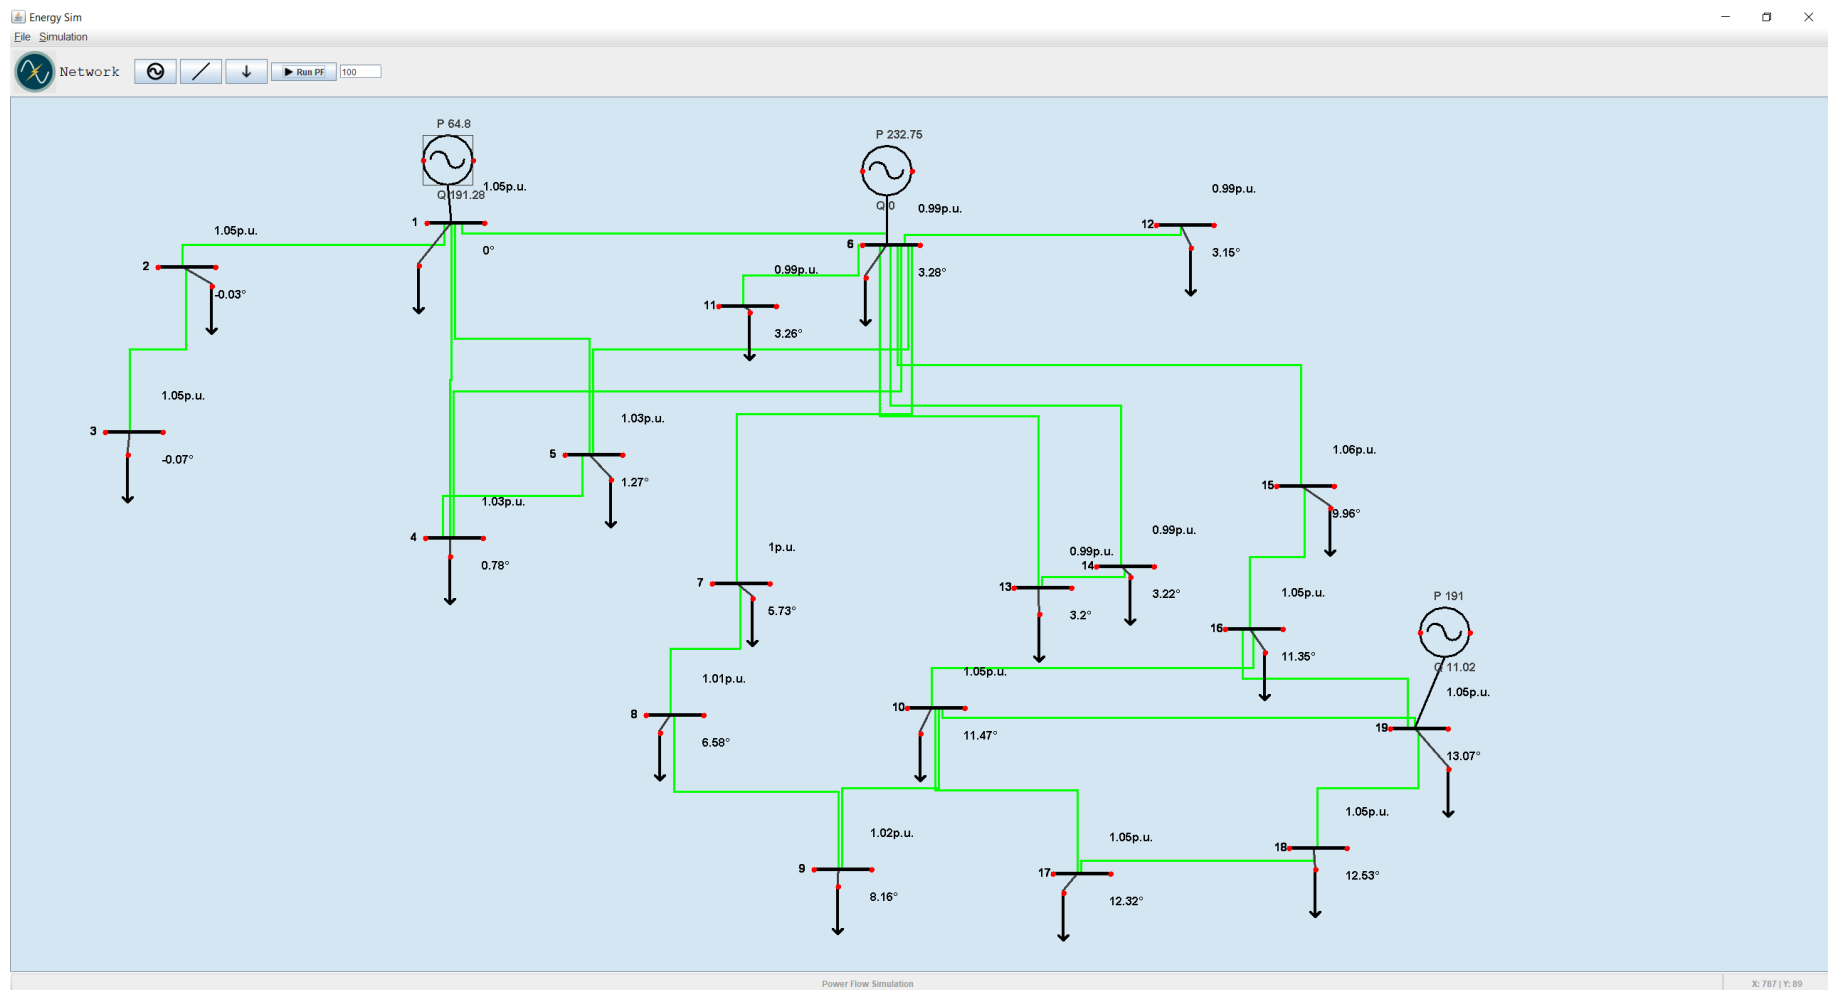 Energy Sim
File Simulation
Network Run PF 100
P 64.8
P 232.75
1.05p.u.
0.99p.u.
Q 191.28
Q 0
0.99p.u.
1
12
1.05p.u.
6
0°
3.15°
2
0.99p.u.
3.28°
-0.03°
11
3.26°
1.05p.u.
1.03p.u.
3
1.06p.u.
5
-0.07°
1.27°
15
1.03p.u.
9.96°
4
0.99p.u.
1p.u.
0.99p.u.
0.78°
14
7
13
3.22°
1.05p.u.
P 191
5.73°
3.2°
16
11.35°
1.05p.u.
Q 11.02
1.01p.u.
1.05p.u.
10
8
19
11.47°
6.58°
13.07°
1.05p.u.
1.02p.u.
1.05p.u.
18
9
17
12.53°
8.16°
12.32°
Power Flow Simulation
X: 787 | Y: 89